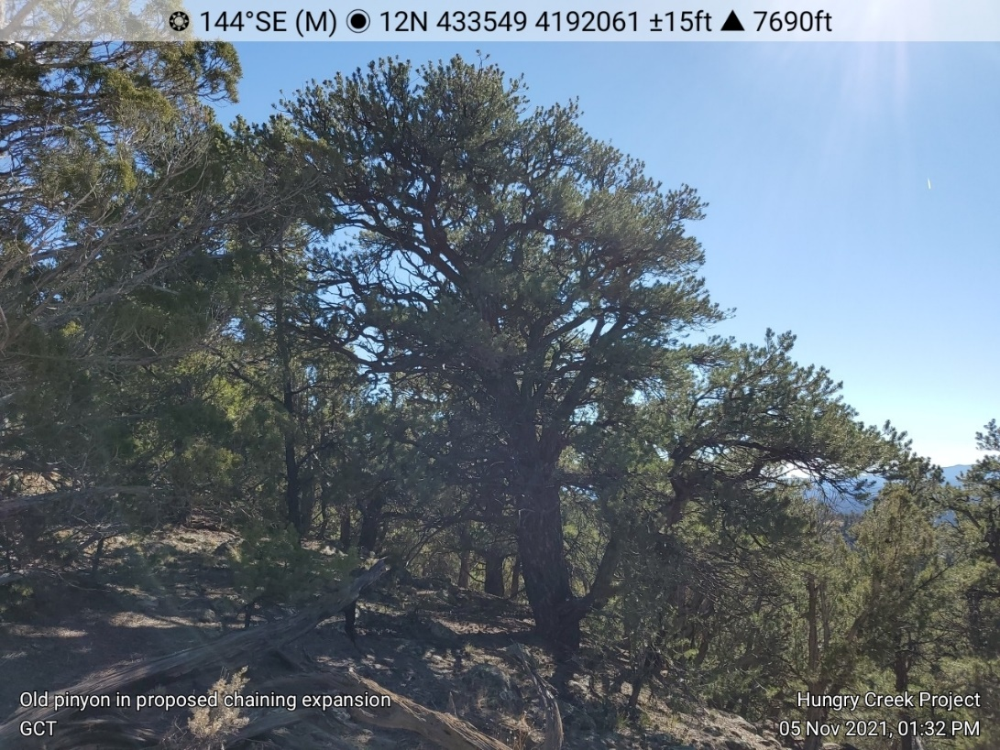 144°SE (M) 12N 433549 4192061 ±15ft ▲ 7690ft
Old pinyon in proposed chaining expansion
GCT
Hungry Creek Project
05 Nov 2021, 01:32 PM